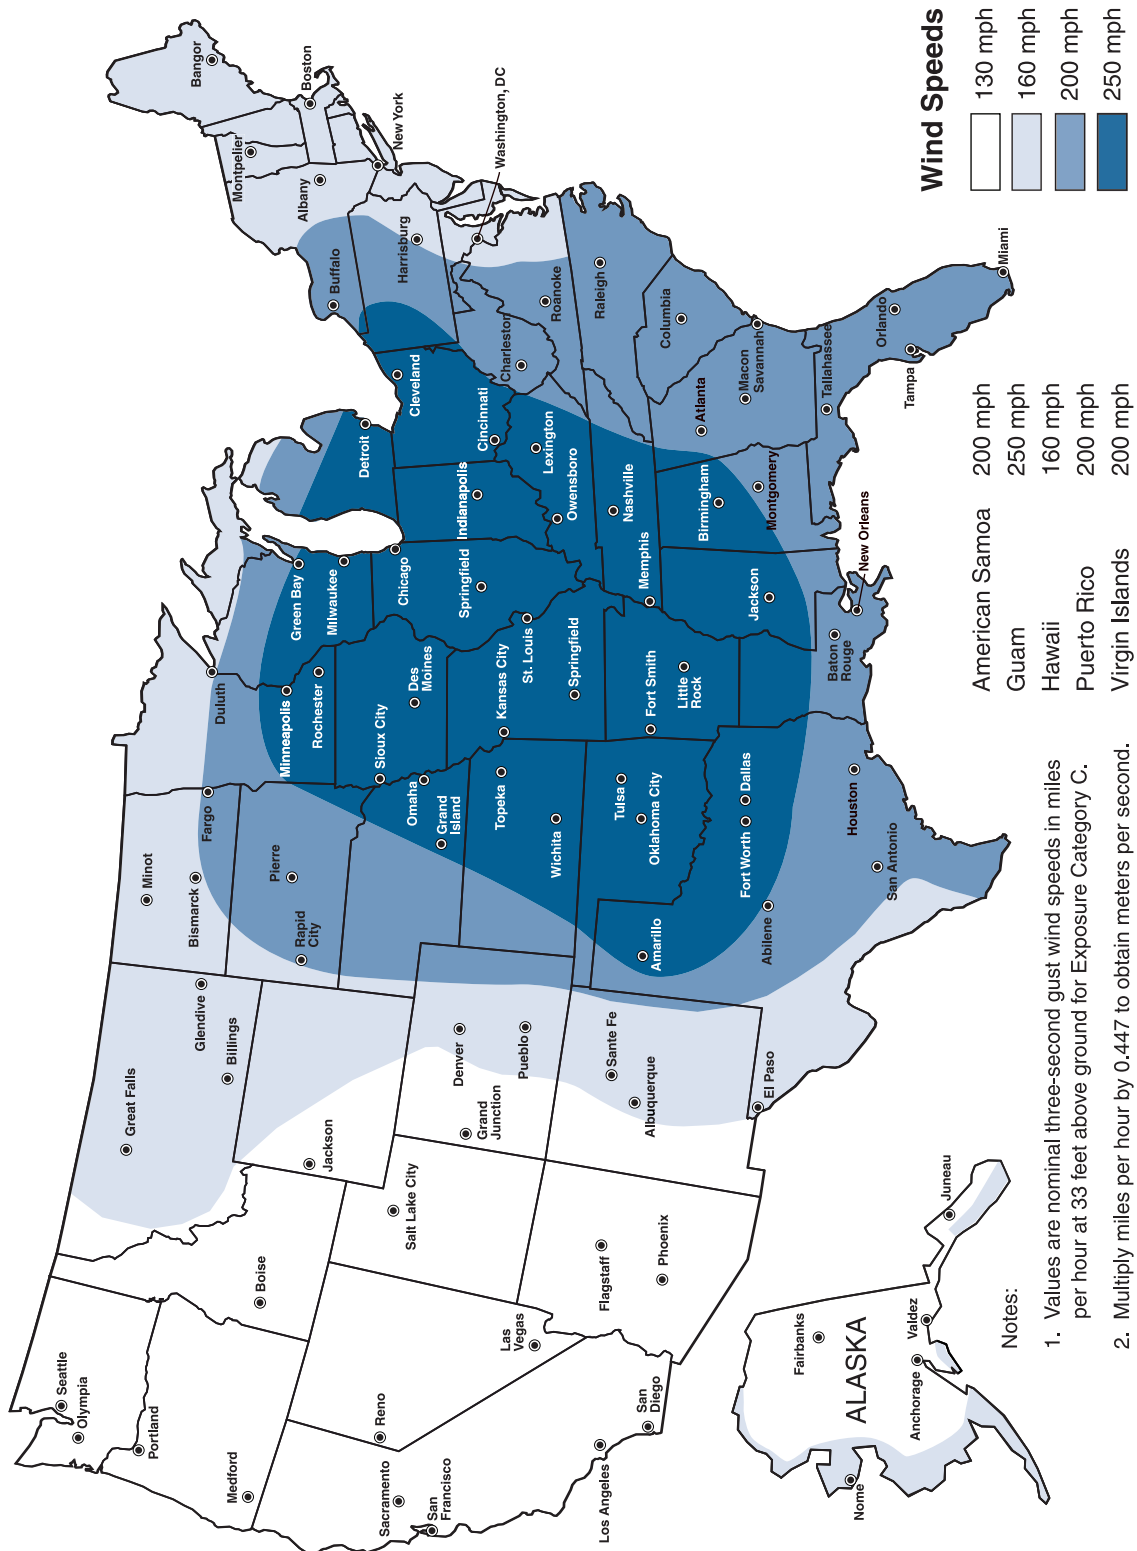 Seattle
Olympia
Portland
Medford
Boise
Reno
Sacramento
San
Francisco
Las
Vegas
Los Angeles
San
Diego
Great Falls
Billings
Glendive
Jackson
Salt Lake City
Grand
Junction
Denver
Pueblo
Flagstaff
Phoenix
Sante Fe
Albuquerque
El Paso
Minot
Bismarck
Fargo
Pierre
Rapid
City
Duluth
Minneapolis
Rochester
Sioux City
Des
Moines
Omaha
Grand
Island
Topeka
Wichita
Kansas City
St. Louis
Springfield
Tulsa
Oklahoma City
Fort Smith
Little
Rock
Amarillo
Fort Worth
Dallas
Abilene
Houston
San Antonio
Baton
Rouge
New Orleans
Jackson
Green Bay
Milwaukee
Chicago
Springfield
Indianapolis
Detroit
Cleveland
Cincinnati
Lexington
Owensboro
Nashville
Memphis
Birmingham
Montgomery
Atlanta
Macon
Savannah
Columbia
Raleigh
Tallahassee
Orlando
Tampa
Miami
Charleston
Roanoke
Harrisburg
Buffalo
Albany
Montpelier
Bangor
Boston
New York
Washington, DC
ALASKA
Fairbanks
Anchorage
Valdez
Nome
Juneau
Notes:
1. Values are nominal three-second gust wind speeds in miles
per hour at 33 feet above ground for Exposure Category C.
2. Multiply miles per hour by 0.447 to obtain meters per second.
American Samoa 200 mph
Guam 250 mph
Hawaii 160 mph
Puerto Rico 200 mph
Virgin Islands 200 mph
Wind Speeds
130 mph
160 mph
200 mph
250 mph